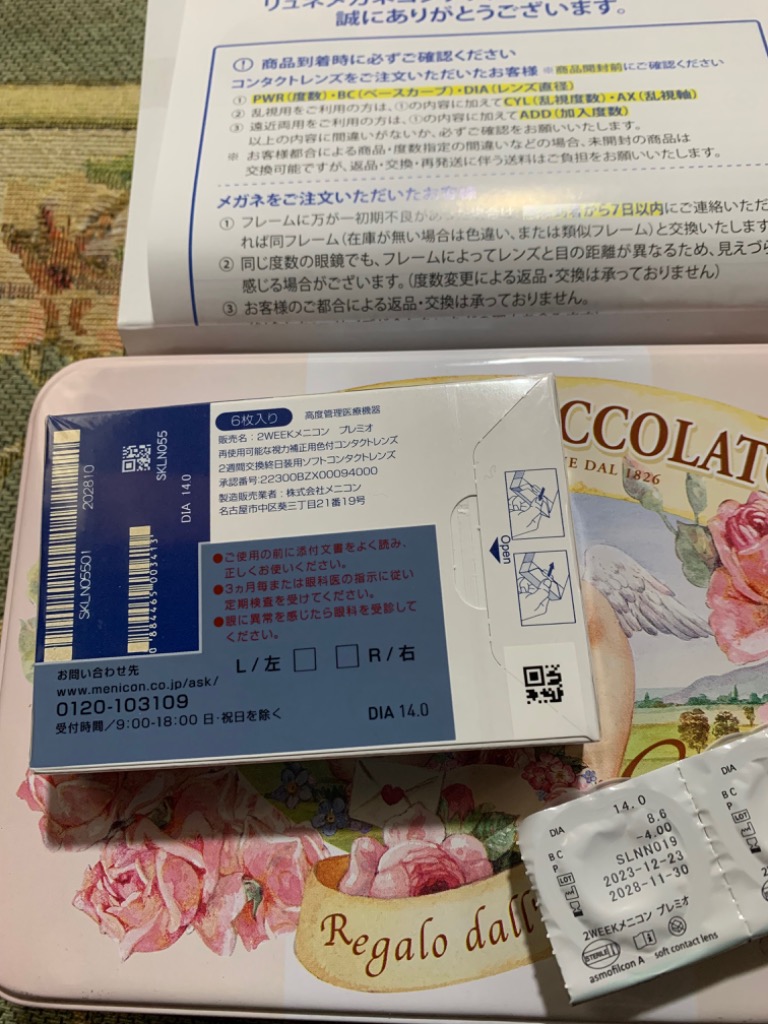 リュネメガネコンタ
誠にありがとうございます。
! 商品到着時に必ずご確認ください
コンタクトレンズをご注文いただいたお客様 ※商品開封前にご確認ください
① PWR(度数)・BC(ベースカーブ)・DIA(レンズ直径)
② 乱視用をご利用の方は、①の内容に加えてCYL(乱視度数)・AX(乱視軸)
③ 遠近両用をご利用の方は、①の内容に加えてADD(加入度数)
以上の内容に間違いがないか、必ずご確認をお願いいたします。
※ お客様都合による商品・度数指定の間違いなどの場合、未開封の商品は
交換可能ですが、返品・交換・再発送に伴う送料はご負担をお願いいたします。
メガネをご注文いただいたお客様
① フレームに万が一初期不良があ から7日以内にご連絡いただ
れば同フレーム(在庫が無い場合は色違い、または類似フレーム)と交換いたします
② 同じ度数の眼鏡でも、フレームによってレンズと目の距離が異なるため、見えづら
感じる場合がございます。(度数変更による返品・交換は承っておりません)
③ お客様のご都合による返品・交換は承っておりません。
CCOLAT
DAL 1826
6枚入り 高度管理医療機器
販売名:2WEEKメニコン プレミオ
再使用可能な視力補正用色付コンタクトレンズ
2週間交換終日装用ソフトコンタクトレンズ
承認番号:22300BZX00094000
製造販売業者:株式会社メニコン
名古屋市中区葵三丁目21番19号
SKLN05501 202810
SKLN055
DIA 14.0
Open
●ご使用の前に添付文書をよく読み、
正しくお使いください。
●3ヵ月毎または眼科医の指示に従い
定期検査を受けてください。
●眼に異常を感じたら眼科を受診して
ください。
L/左 □ □ R/右
お問い合わせ先
www.menicon.co.jp/ask/
0120-103109
受付時間/9:00-18:00 日・祝日を除く
DIA 14.0
Regalo dall'
DIA 14.0
BC 8.6
P -4.00
LOT SLNN019
2023-12-23
2028-11-30
2WEEKメニコン プレミオ
STERILE
asmofilcon A soft contact lens
DIA
BC
P
LOT